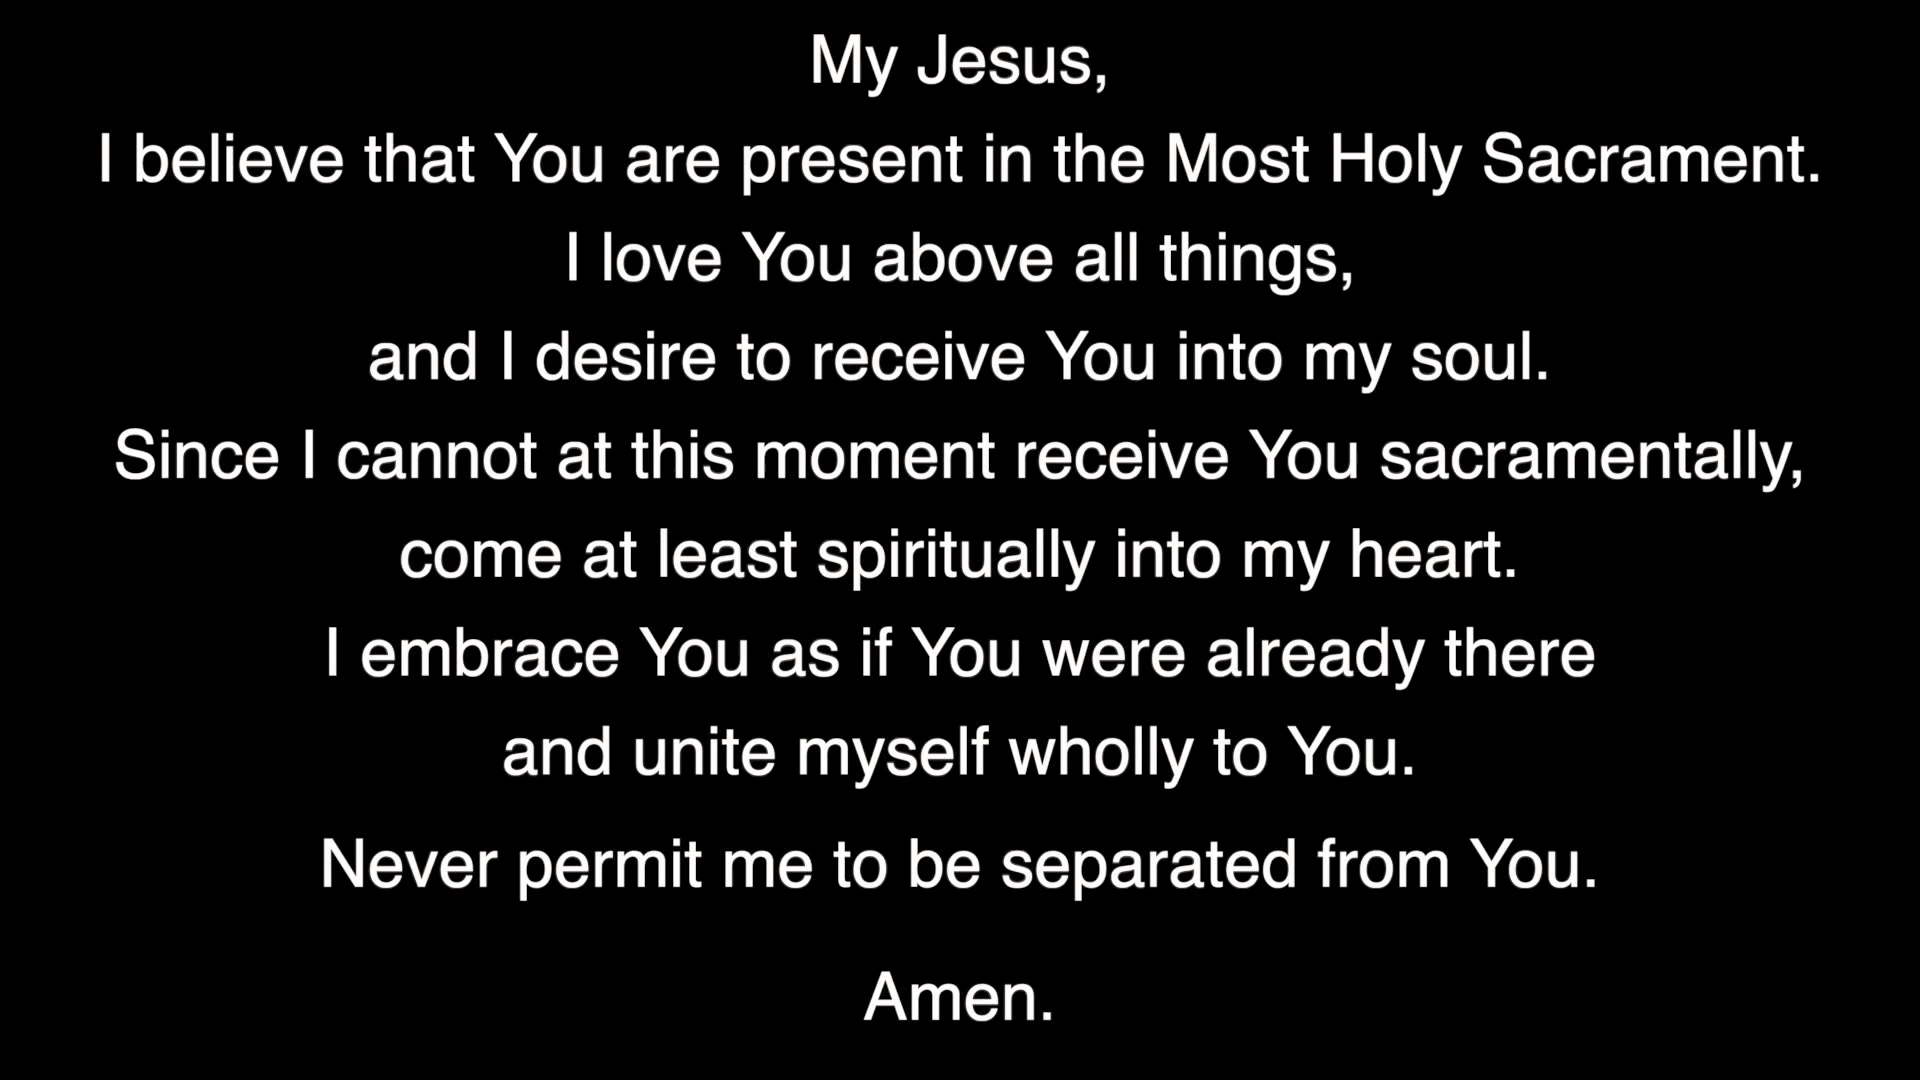 My Jesus,
I believe that You are present in the Most Holy Sacrament.
I love You above all things,
and I desire to receive You into my soul.
Since I cannot at this moment receive You sacramentally,
come at least spiritually into my heart.
I embrace You as if You were already there
and unite myself wholly to You.
Never permit me to be separated from You.
Amen.